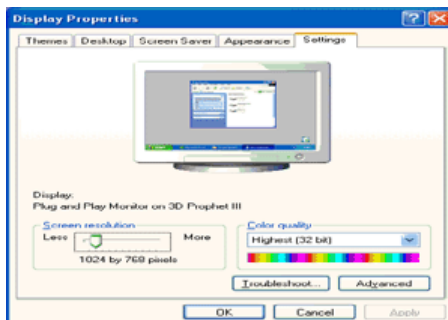 Display Properties
Themes Desktop Screen Saver Appearance Settings
Display:
Plug and Play Monitor on 3D Prophet III
Screen resolution
Less More
1024 by 768 pixels
Color quality
Highest (32 bit)
Troubleshoot... Advanced
OK Cancel Apply